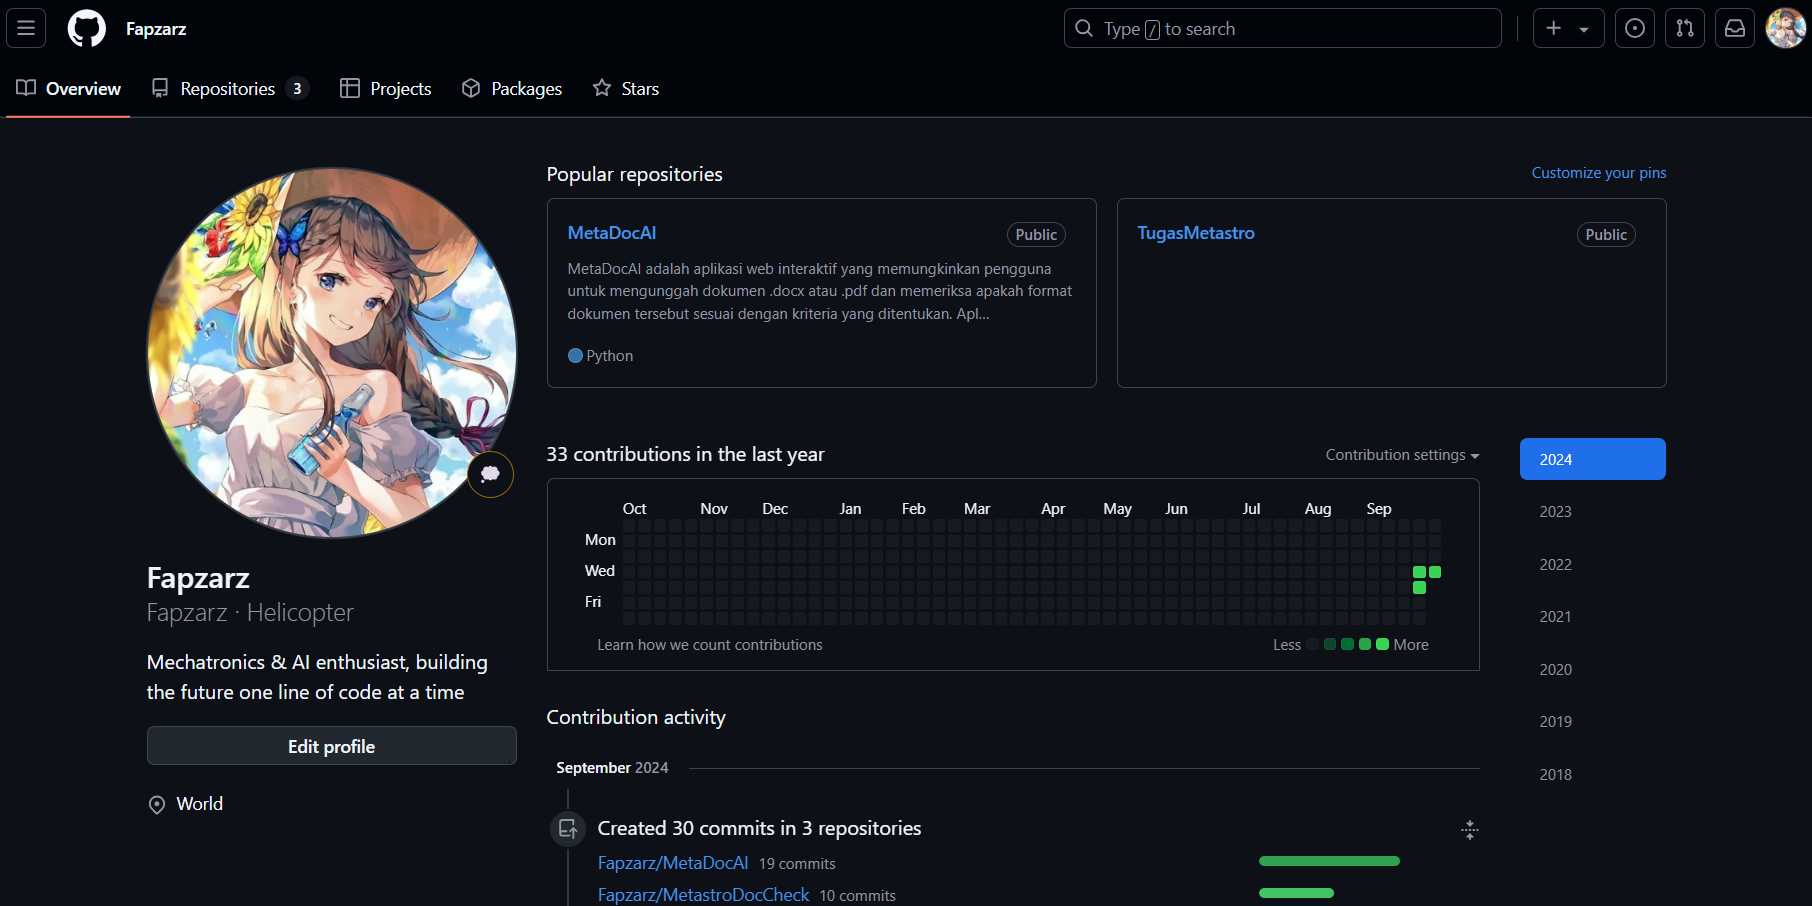 Fapzarz
Type / to search
Overview
Repositories 3
Projects
Packages
Stars
Fapzarz
Fapzarz · Helicopter
Mechatronics & AI enthusiast, building
the future one line of code at a time
Edit profile
World
Popular repositories
Customize your pins
MetaDocAI
Public
MetaDocAI adalah aplikasi web interaktif yang memungkinkan pengguna
untuk mengunggah dokumen .docx atau .pdf dan memeriksa apakah format
dokumen tersebut sesuai dengan kriteria yang ditentukan. Apl...
Python
TugasMetastro
Public
33 contributions in the last year
Contribution settings
Oct Nov Dec Jan Feb Mar Apr May Jun Jul Aug Sep
Mon
Wed
Fri
Learn how we count contributions
Less
More
2024
2023
2022
2021
2020
2019
2018
Contribution activity
September 2024
Created 30 commits in 3 repositories
Fapzarz/MetaDocAI 19 commits
Fapzarz/MetastroDocCheck 10 commits